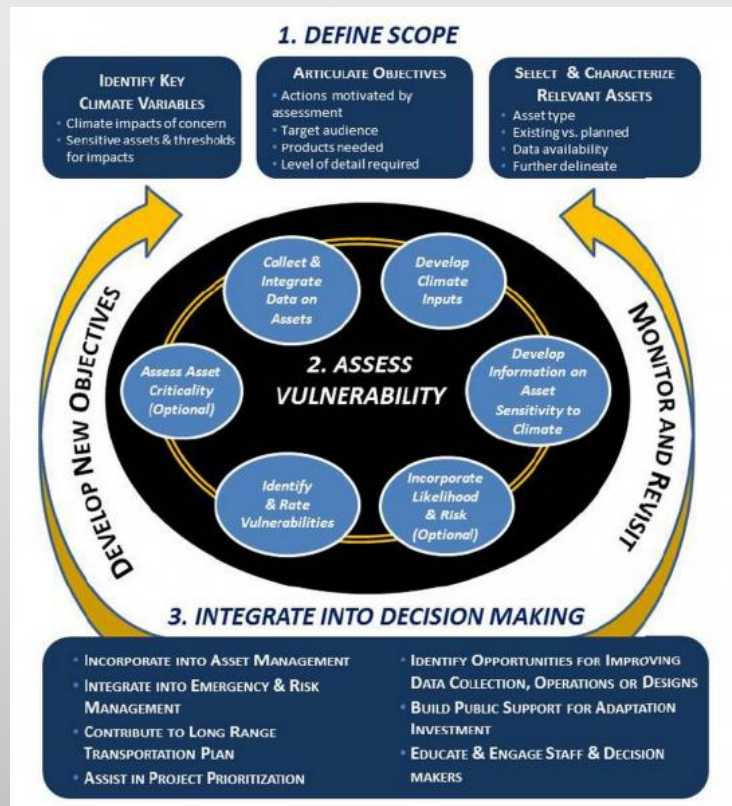 1. DEFINE SCOPE
IDENTIFY KEY
CLIMATE VARIABLES
• Climate impacts of concern
• Sensitive assets & thresholds
for impacts
ARTICULATE OBJECTIVES
• Actions motivated by
assessment
• Target audience
• Products needed
• Level of detail required
SELECT & CHARACTERIZE
RELEVANT ASSETS
• Asset type
• Existing vs. planned
• Data availability
• Further delineate
DEVELOP NEW OBJECTIVES
MONITOR AND REVISIT
2. ASSESS
VULNERABILITY
Collect &
Integrate
Data on
Assets
Develop
Climate
Inputs
Develop
Information on
Asset
Sensitivity to
Climate
Incorporate
Likelihood
& Risk
(Optional)
Identify
& Rate
Vulnerabilities
Assess Asset
Criticality
(Optional)
3. INTEGRATE INTO DECISION MAKING
• INCORPORATE INTO ASSET MANAGEMENT
• INTEGRATE INTO EMERGENCY & RISK
MANAGEMENT
• CONTRIBUTE TO LONG RANGE
TRANSPORTATION PLAN
• ASSIST IN PROJECT PRIORITIZATION
• IDENTIFY OPPORTUNITIES FOR IMPROVING
DATA COLLECTION, OPERATIONS OR DESIGNS
• BUILD PUBLIC SUPPORT FOR ADAPTATION
INVESTMENT
• EDUCATE & ENGAGE STAFF & DECISION
MAKERS